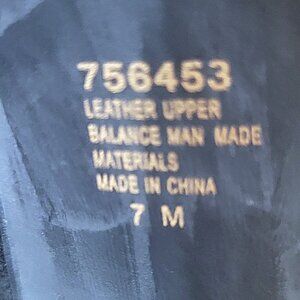 756453
LEATHER UPPER
BALANCE MAN MADE
MATERIALS
MADE IN CHINA
7 M